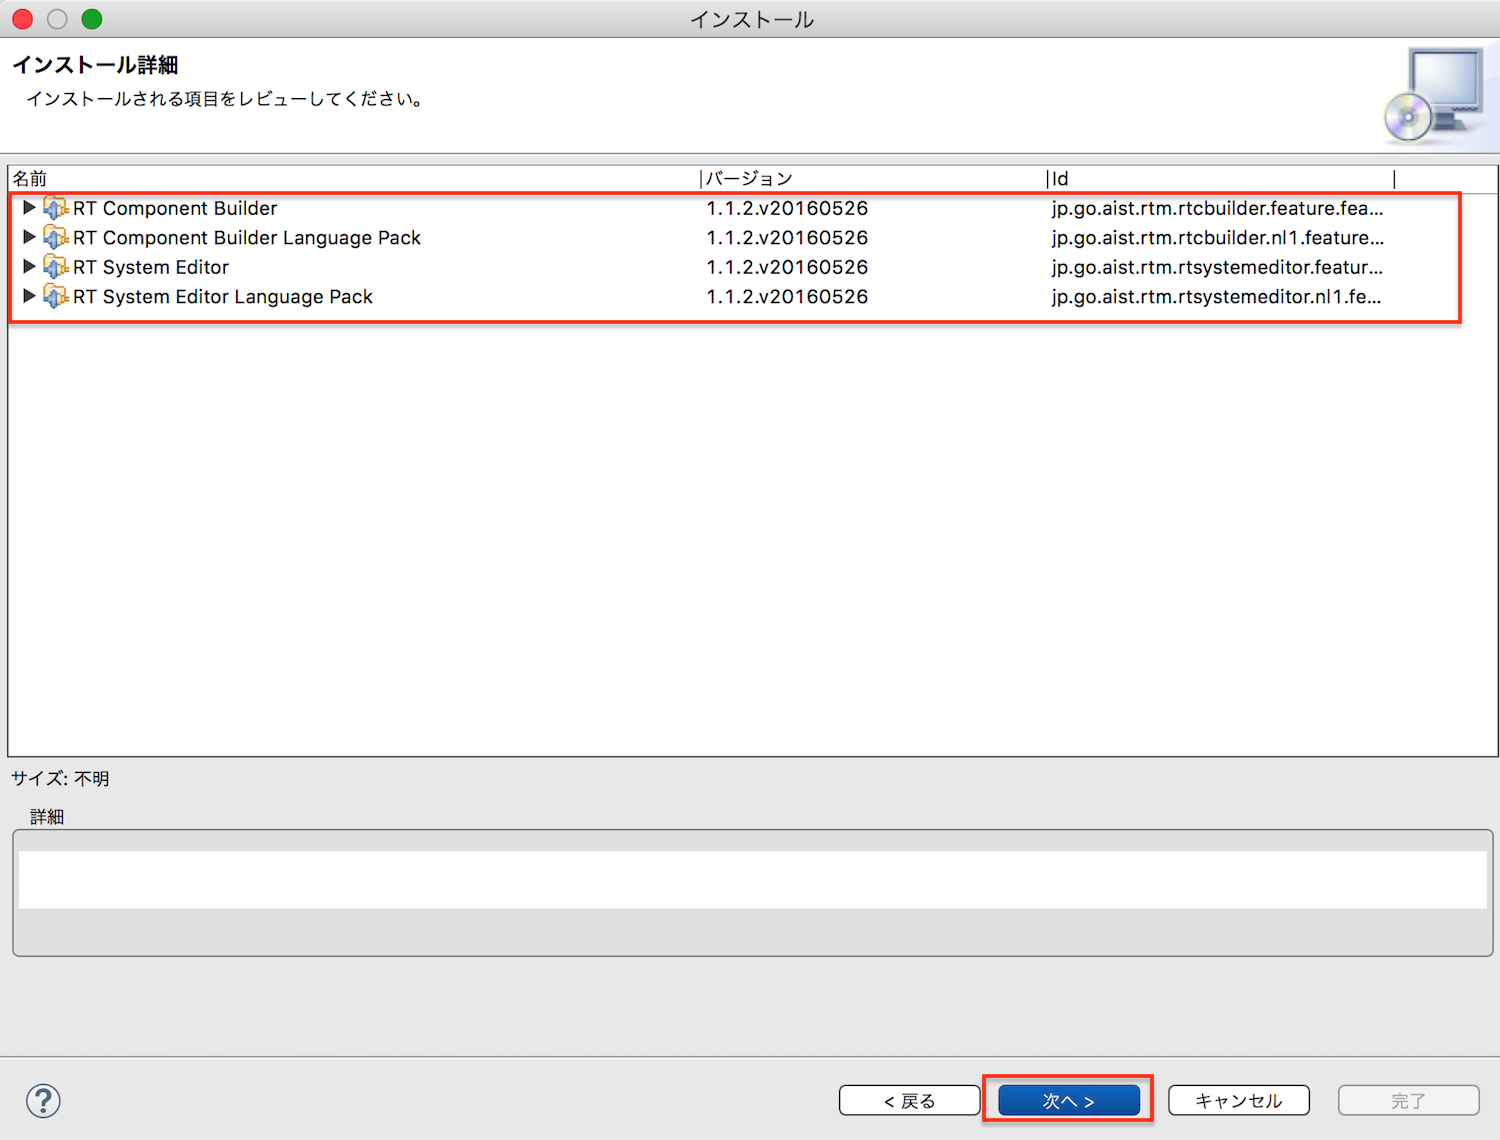 インストール
インストール詳細
インストールされる項目をレビューしてください。
名前 バージョン Id
RT Component Builder 1.1.2.v20160526 jp.go.aist.rtm.rtcbuilder.feature.fea...
RT Component Builder Language Pack 1.1.2.v20160526 jp.go.aist.rtm.rtcbuilder.nl1.feature...
RT System Editor 1.1.2.v20160526 jp.go.aist.rtm.rtsystemeditor.featur...
RT System Editor Language Pack 1.1.2.v20160526 jp.go.aist.rtm.rtsystemeditor.nl1.fe...
サイズ: 不明
詳細
? < 戻る 次へ > キャンセル 完了